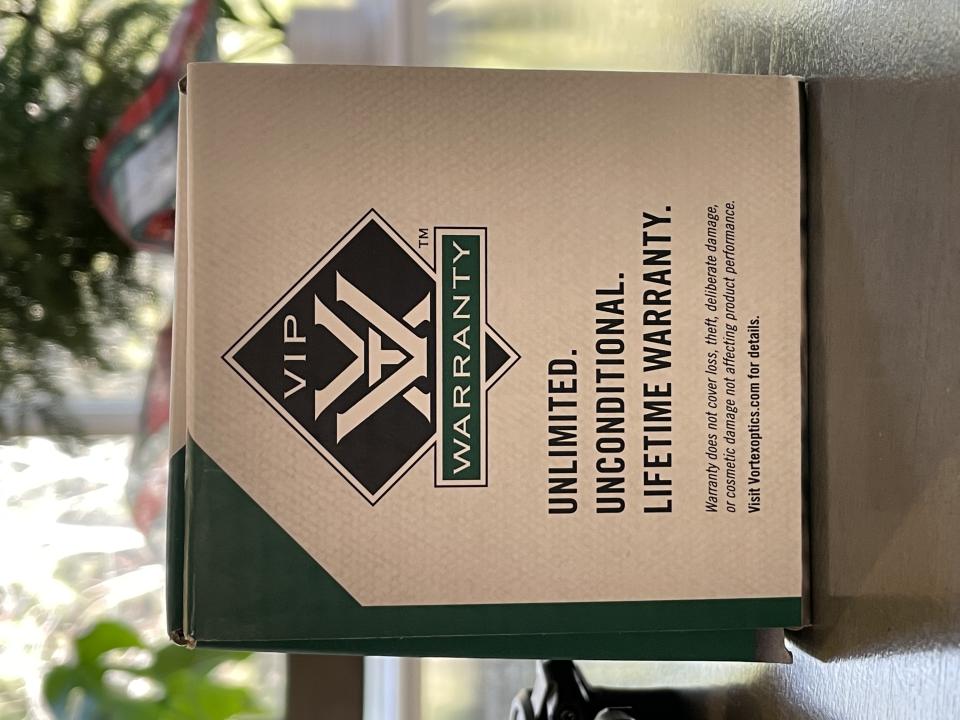 VIP
WARRANTY
TM
UNLIMITED.
UNCONDITIONAL.
LIFETIME WARRANTY.
Warranty does not cover loss, theft, deliberate damage,
or cosmetic damage not affecting product performance.
Visit Vortexoptics.com for details.